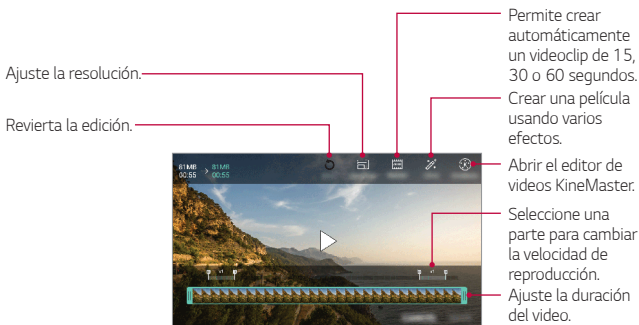 Ajuste la resolución.
Revierta la edición.
Permite crear
automáticamente
un videoclip de 15,
30 o 60 segundos.
Crear una película
usando varios
efectos.
Abrir el editor de
videos KineMaster.
Seleccione una
parte para cambiar
la velocidad de
reproducción.
Ajuste la duración
del video.
81MB > 81MB
00:55 00:55
x1 x1